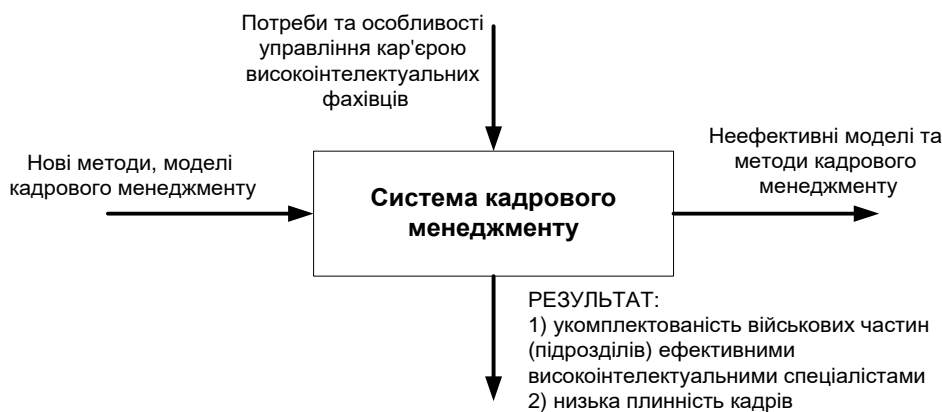 Потреби та особливості
управління кар'єрою
високоінтелектуальних
фахівців
Нові методи, моделі
кадрового менеджменту
Система кадрового
менеджменту
Неефективні моделі та
методи кадрового
менеджменту
РЕЗУЛЬТАТ:
1) укомплектованість військових частин
(підрозділів) ефективними
високоінтелектуальними спеціалістами
2) низька плинність кадрів